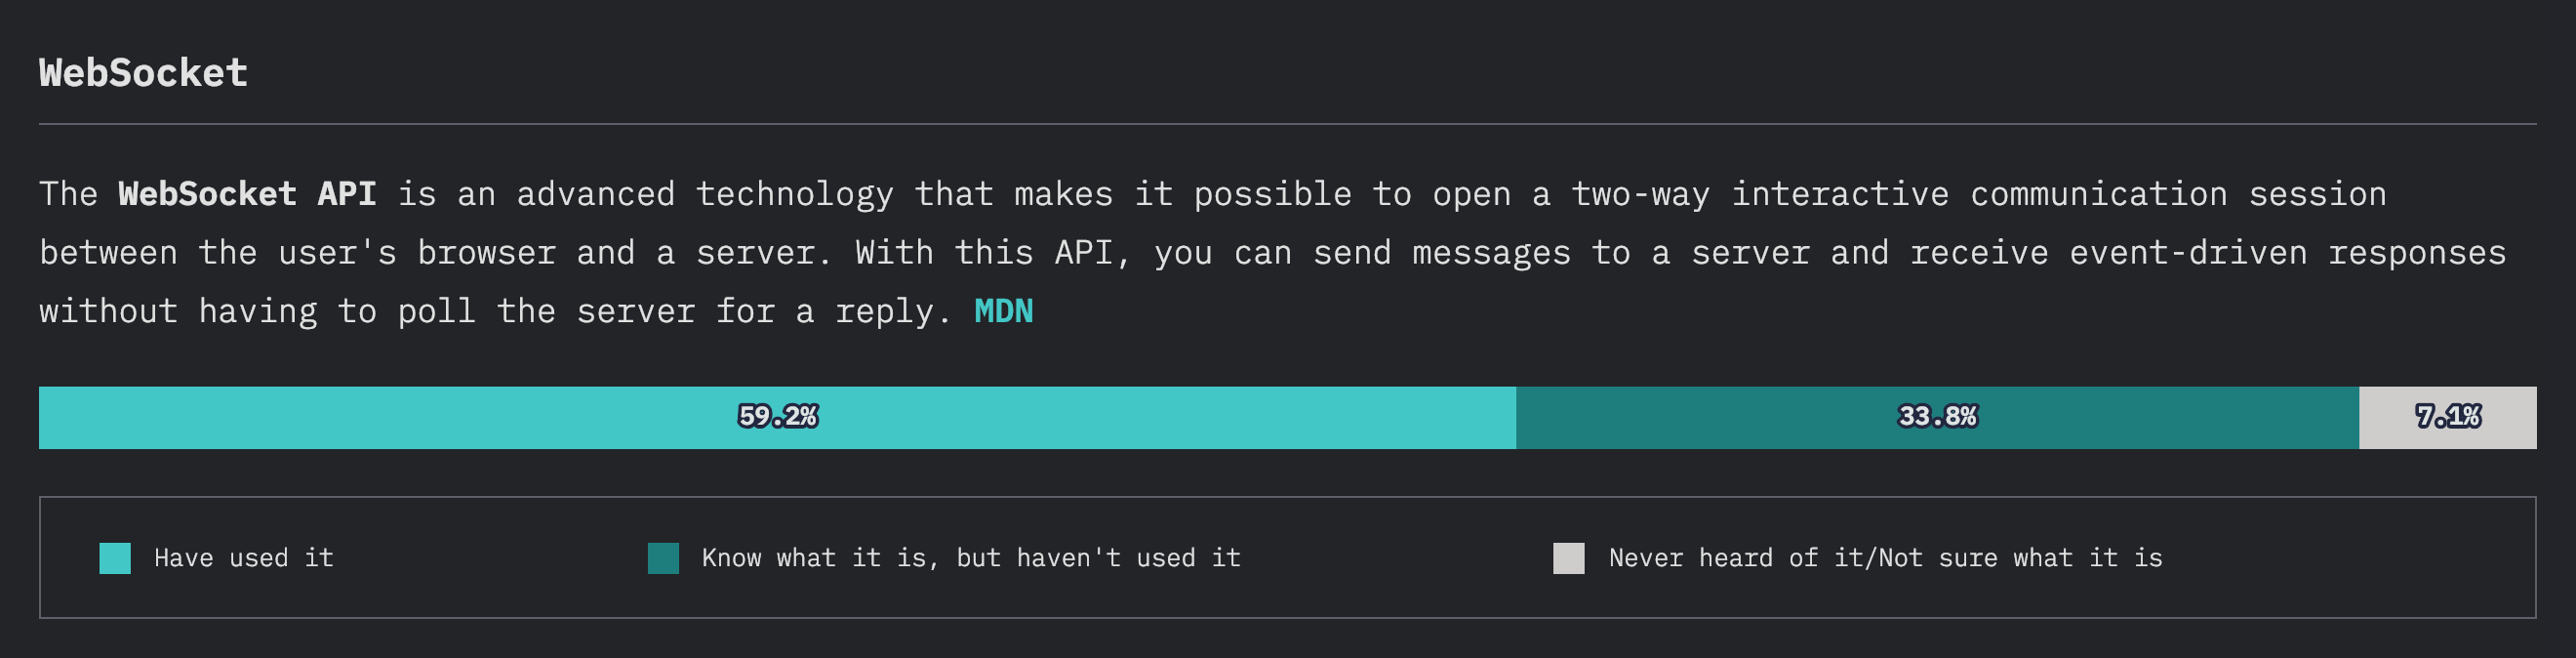 WebSocket
The WebSocket API is an advanced technology that makes it possible to open a two-way interactive communication session
between the user's browser and a server. With this API, you can send messages to a server and receive event-driven responses
without having to poll the server for a reply. MDN
59.2% 33.8% 7.1%
Have used it Know what it is, but haven't used it Never heard of it/Not sure what it is